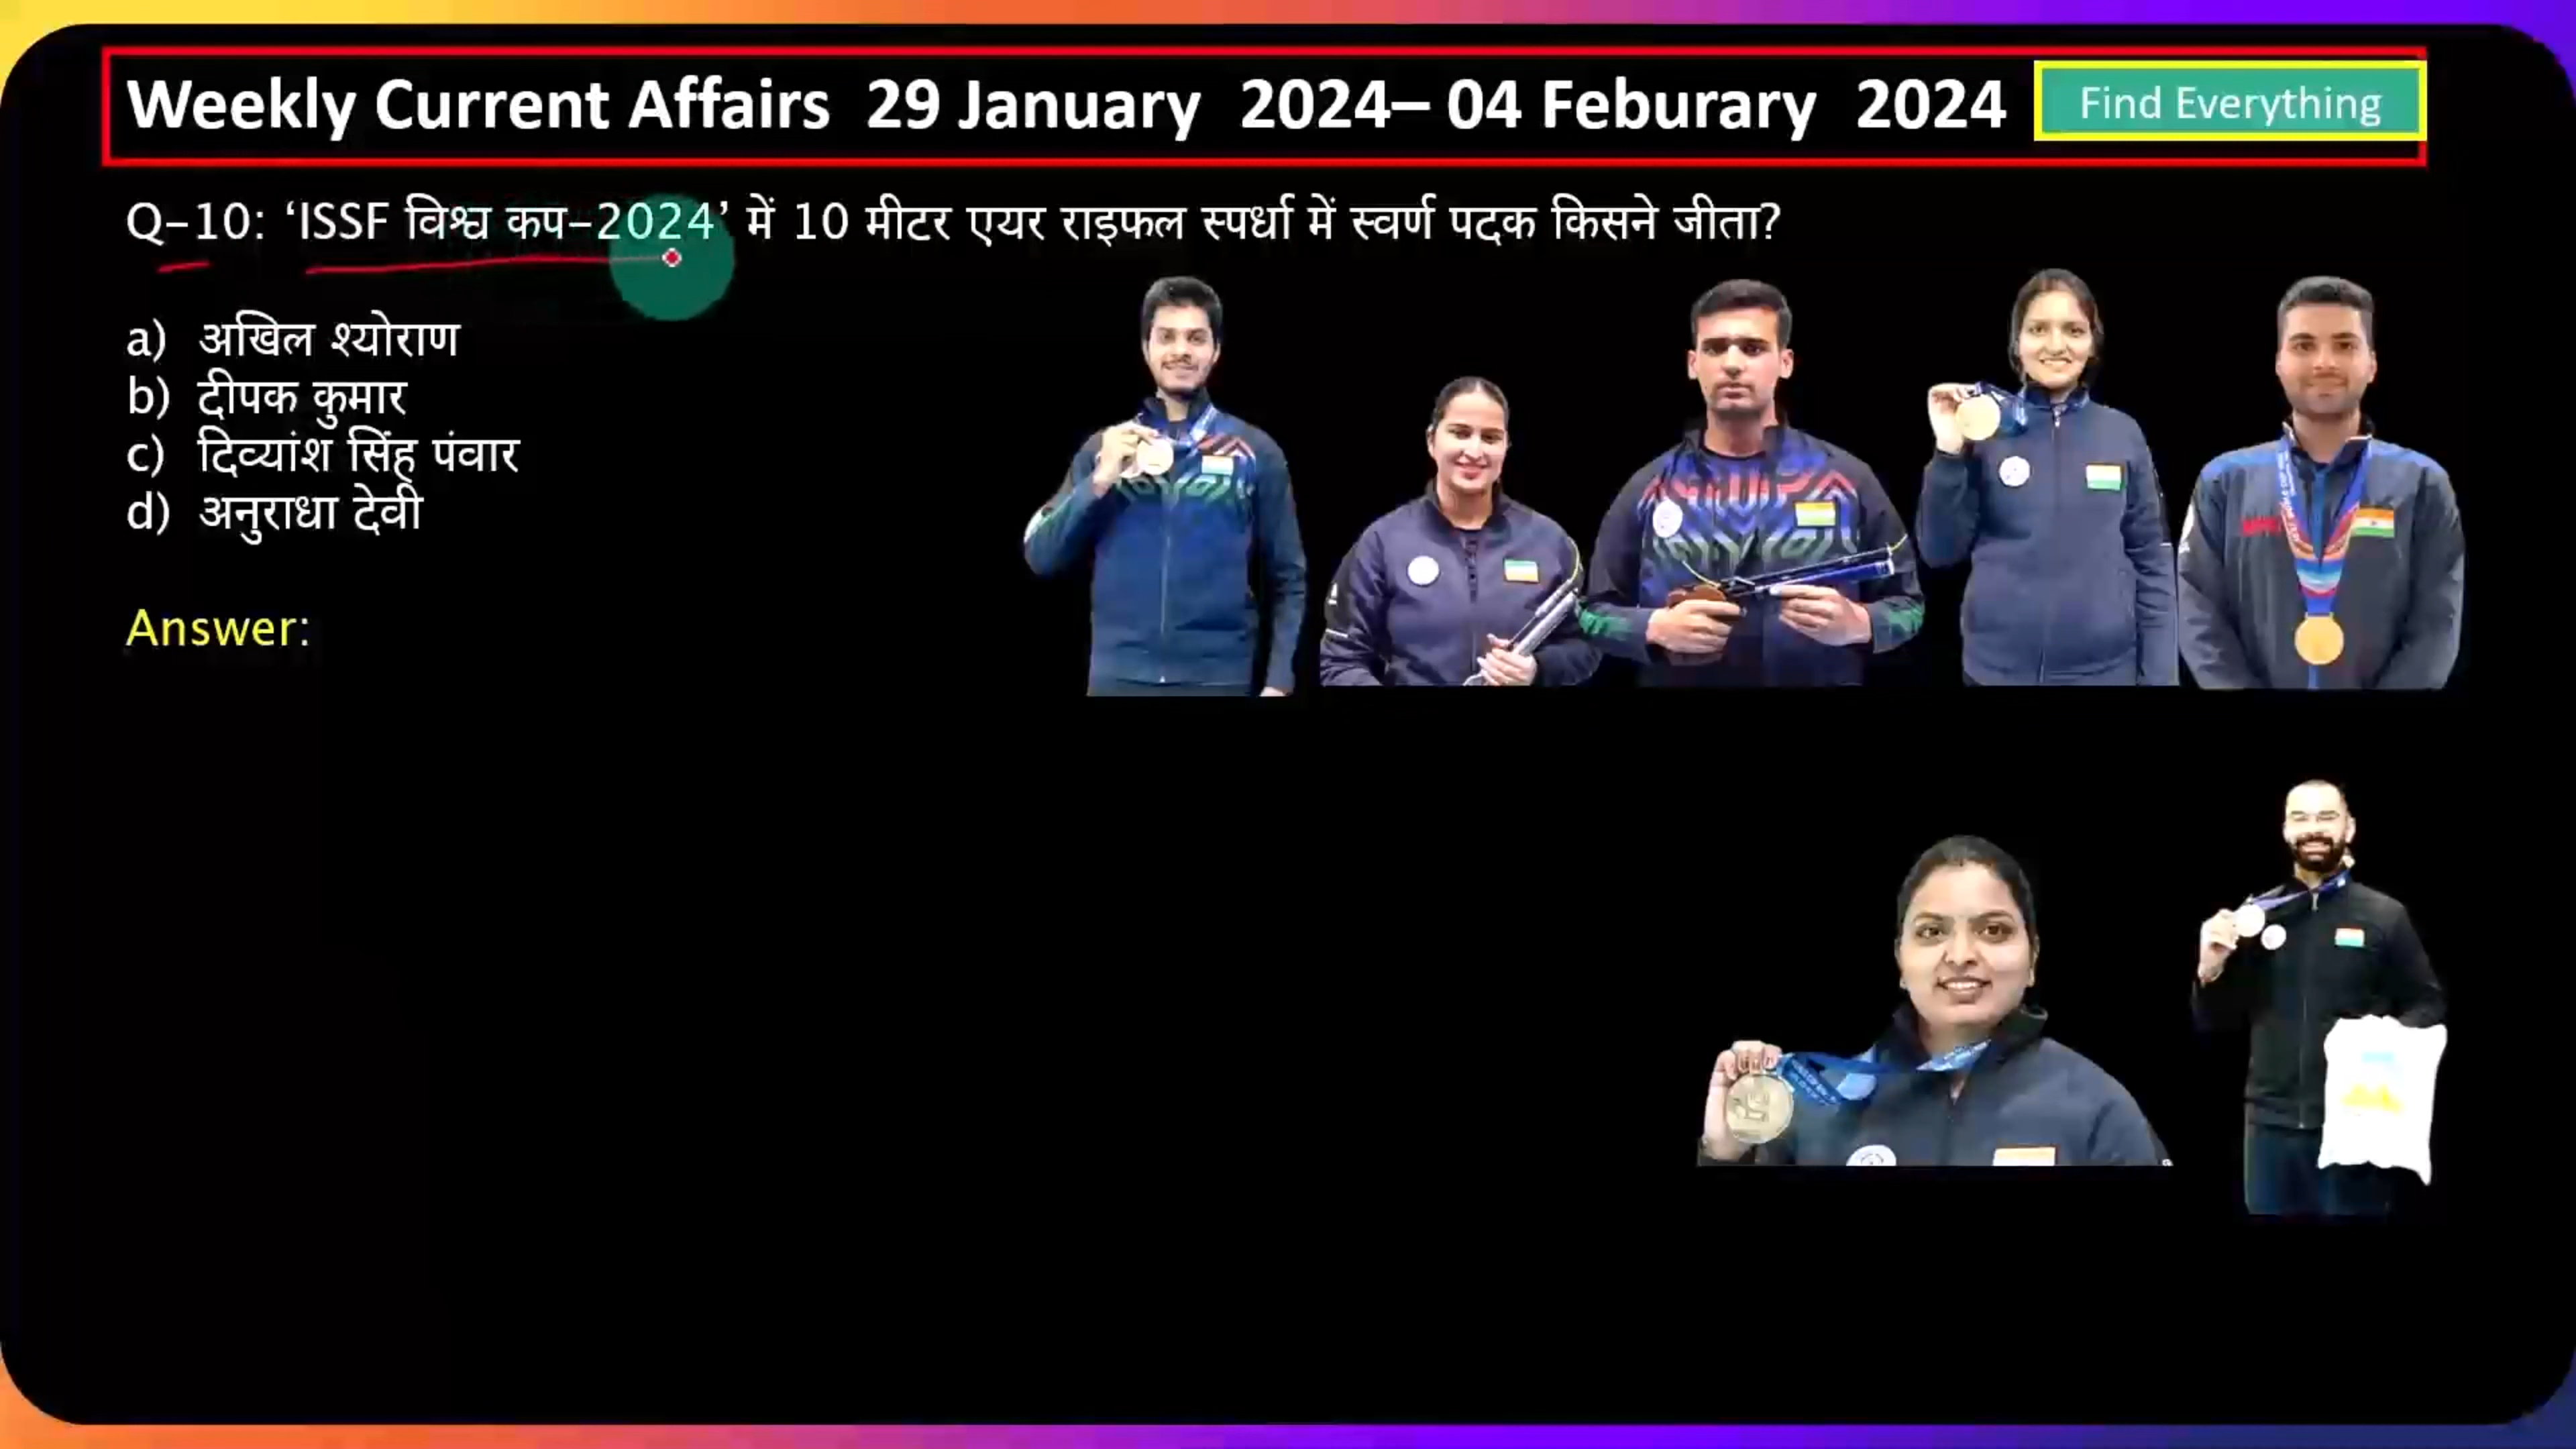 Weekly Current Affairs 29 January 2024– 04 Feburary 2024
Find Everything
Q-10: ‘ISSF विश्व कप-2024’ में 10 मीटर एयर राइफल स्पर्धा में स्वर्ण पदक किसने जीता?
a) अखिल श्योराण
b) दीपक कुमार
c) दिव्यांश सिंह पंवार
d) अनुराधा देवी
Answer: